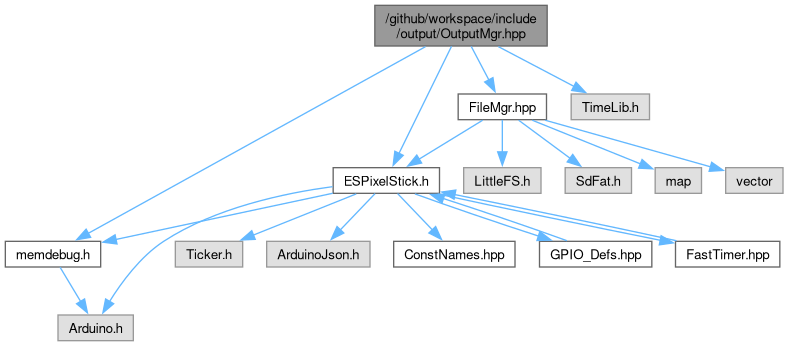 /github/workspace/include
/output/OutputMgr.hpp
FileMgr.hpp
TimeLib.h
ESPixelStick.h
LittleFS.h
SdFat.h
map
vector
memdebug.h
Ticker.h
ArduinoJson.h
ConstNames.hpp
GPIO_Defs.hpp
FastTimer.hpp
Arduino.h